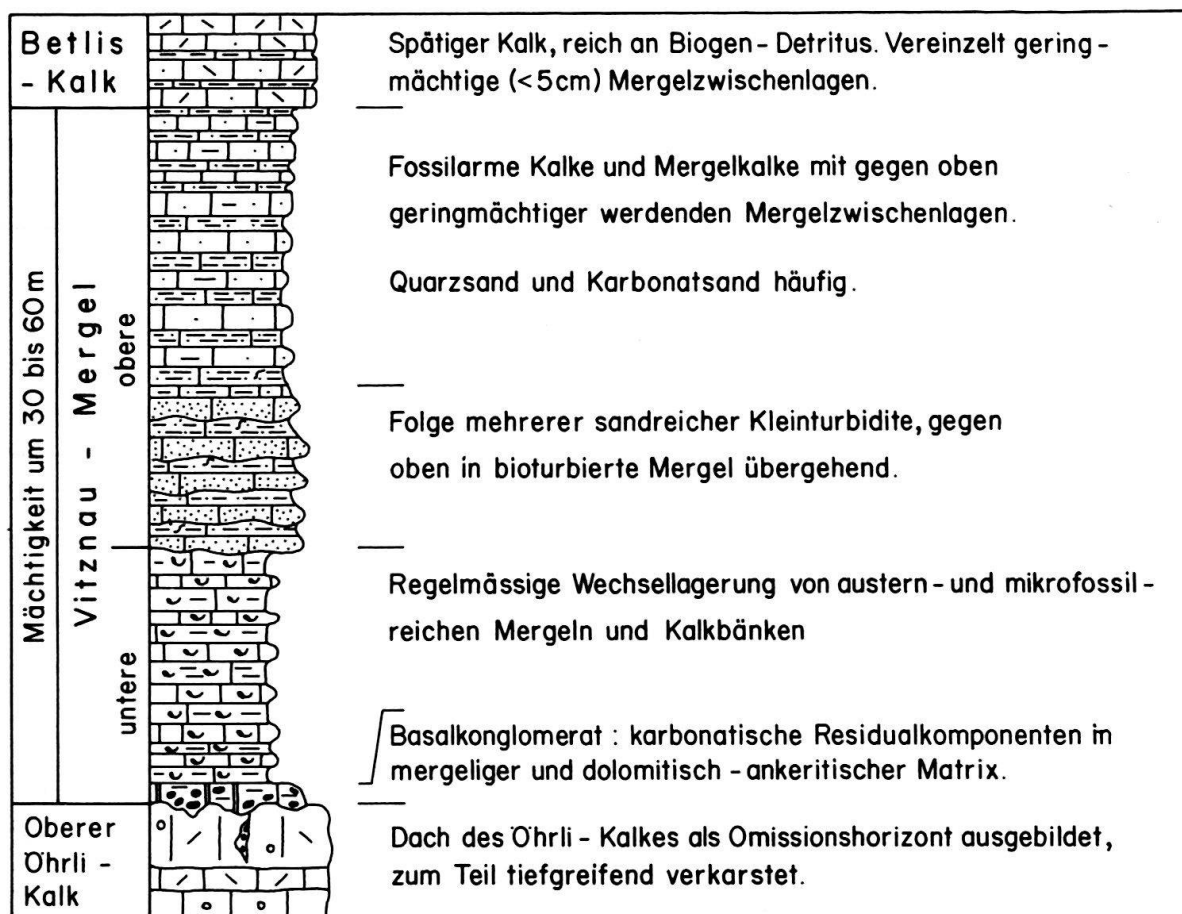 Betlis
- Kalk
Spätiger Kalk, reich an Biogen-Detritus. Vereinzelt gering-
mächtige (<5cm) Mergelzwischenlagen.
Mächtigkeit um 30 bis 60m
Vitznau - Mergel
obere
Fossilarme Kalke und Mergelkalke mit gegen oben
geringmächtiger werdenden Mergelzwischenlagen.
Quarzsand und Karbonatsand häufig.
Folge mehrerer sandreicher Kleinturbidite, gegen
oben in bioturbierte Mergel übergehend.
untere
Regelmässige Wechsellagerung von austern- und mikrofossil-
reichen Mergeln und Kalkbänken
Basalkonglomerat : karbonatische Residualkomponenten in
mergeliger und dolomitisch-ankeritischer Matrix.
Oberer
Öhrli -
Kalk
Dach des Öhrli-Kalkes als Omissionshorizont ausgebildet,
zum Teil tiefgreifend verkarstet.